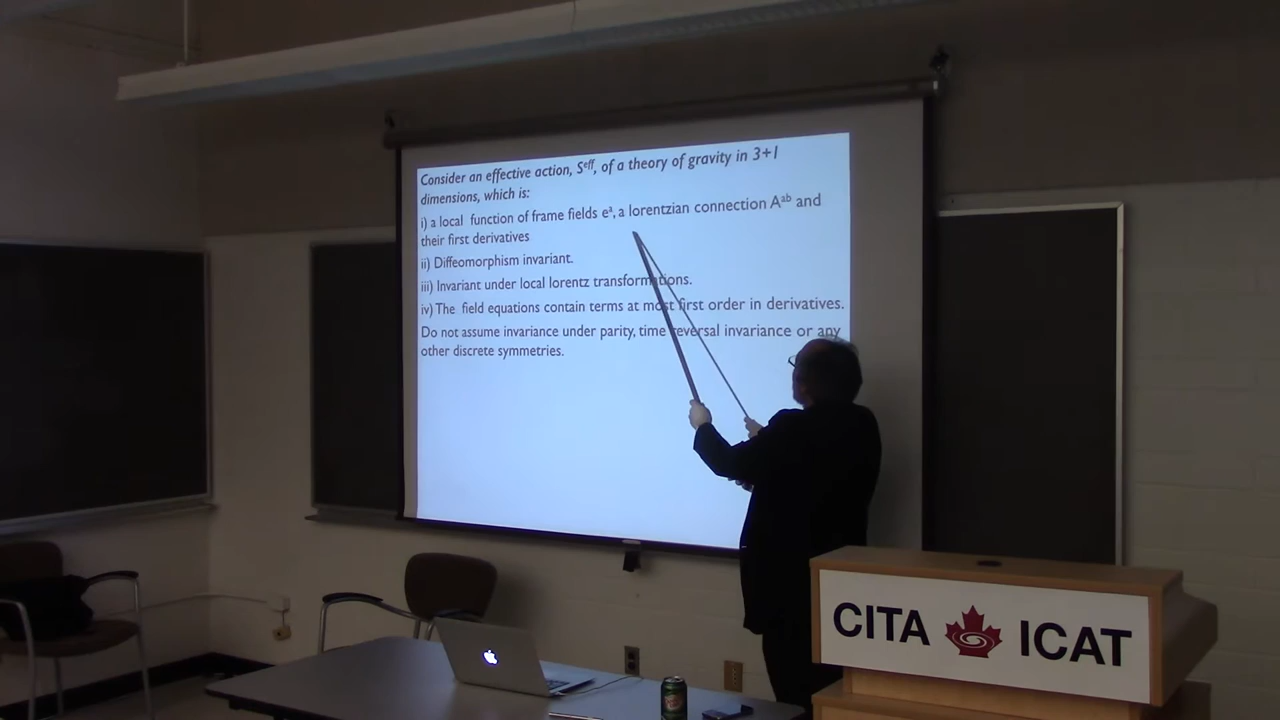 Consider an effective action, Sᵉᶠᶠ, of a theory of gravity in 3+1
dimensions, which is:
i) a local function of frame fields eᵃ, a lorentzian connection Aᵃᵇ and
their first derivatives
ii) Diffeomorphism invariant.
iii) Invariant under local lorentz transformations.
iv) The field equations contain terms at most first order in derivatives.
Do not assume invariance under parity, time reversal invariance or any
other discrete symmetries.
CITA ICAT